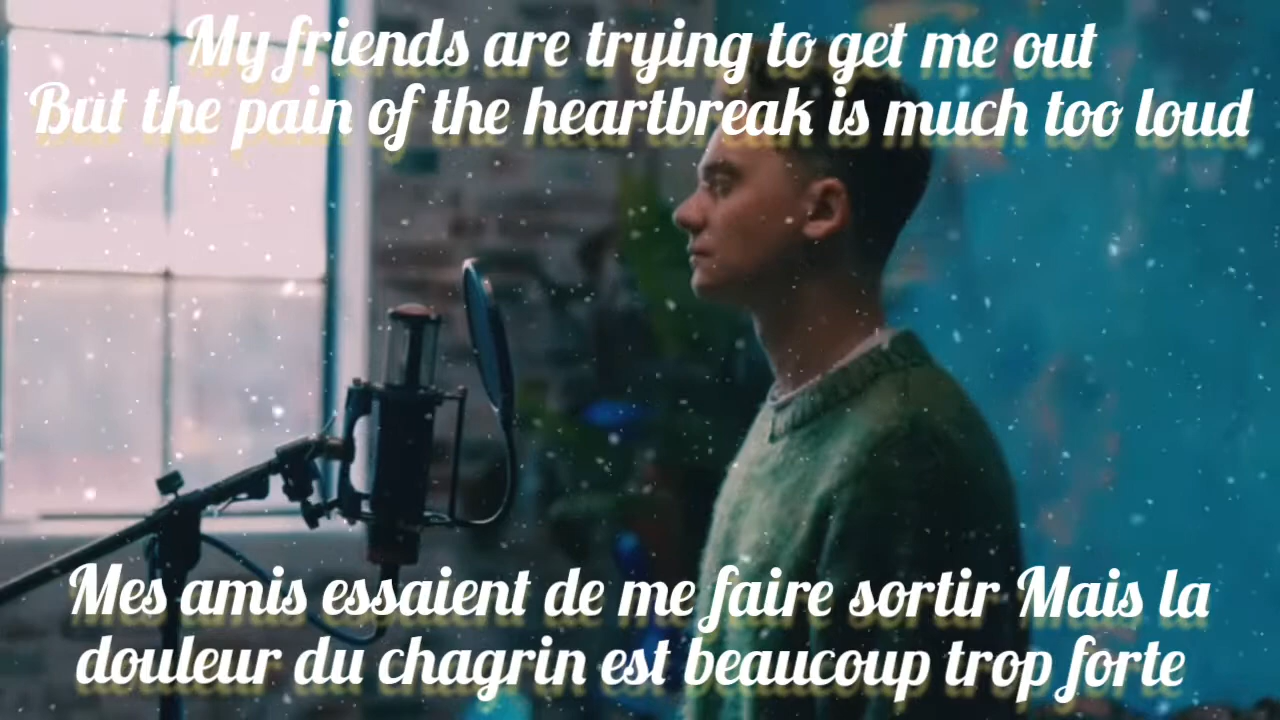 My friends are trying to get me out
But the pain of the heartbreak is much too loud
Mes amis essaient de me faire sortir Mais la
douleur du chagrin est beaucoup trop forte